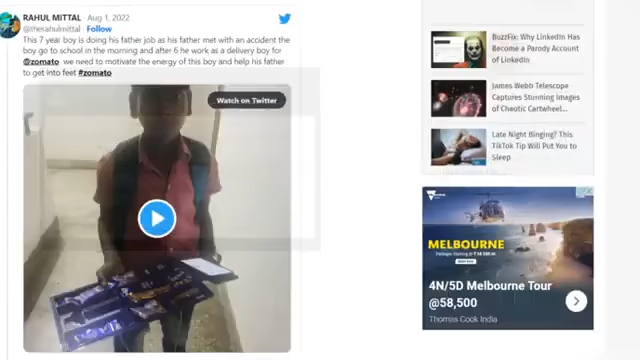 RAHUL MITTAL · Aug 1, 2022
@therahulmittal · Follow
This 7 year boy is doing his father job as his father met with an accident the
boy go to school in the morning and after 6 he work as a delivery boy for
@zomato we need to motivate the energy of this boy and help his father
to get into feet #zomato
Watch on Twitter
BuzzFix: Why LinkedIn Has
Become a Parody Account
of LinkedIn
James Webb Telescope
Captures Stunning Images
of Chaotic Cartwheel...
Late Night Binging? This
TikTok Tip Will Put You to
Sleep
MELBOURNE
4N/5D Melbourne Tour
@58,500
Thomas Cook India